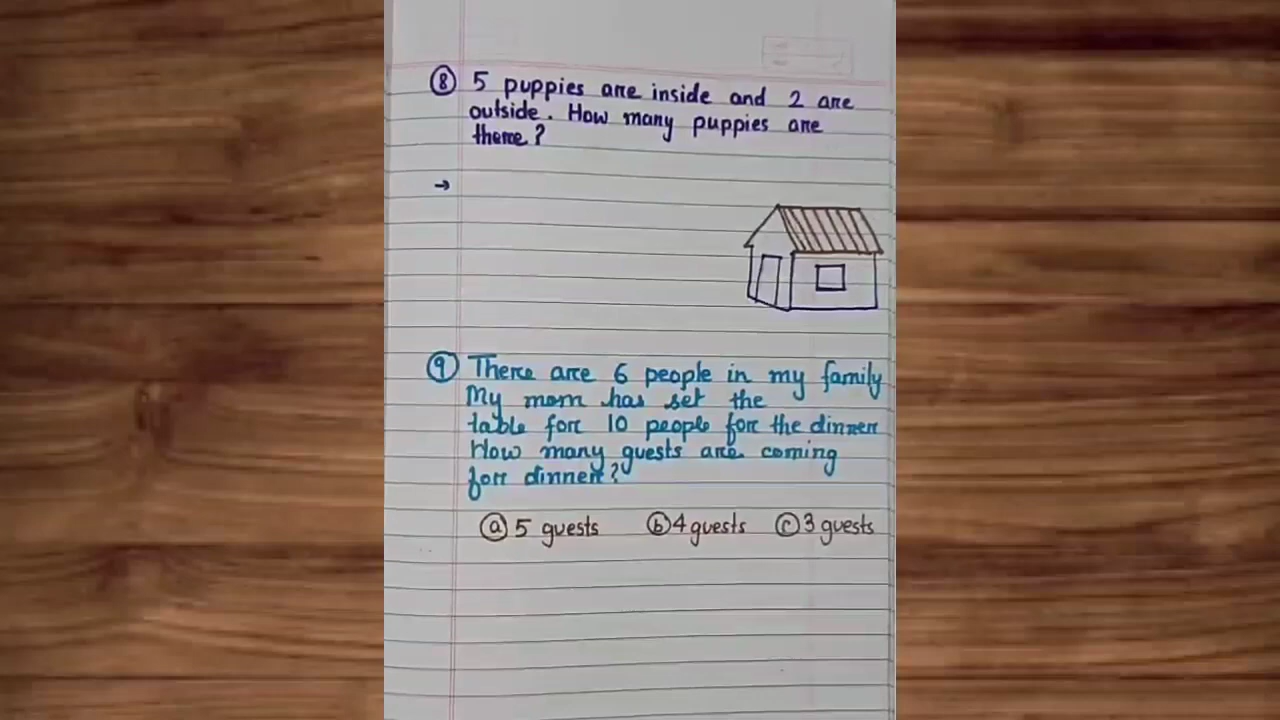 ⑧ 5 puppies are inside and 2 are
outside. How many puppies are
there?
→
⑨ There are 6 people in my family
My mom has set the
table for 10 people for the dinner
How many guests are coming
for dinner?
ⓐ 5 guests ⓑ 4 guests ⓒ 3 guests